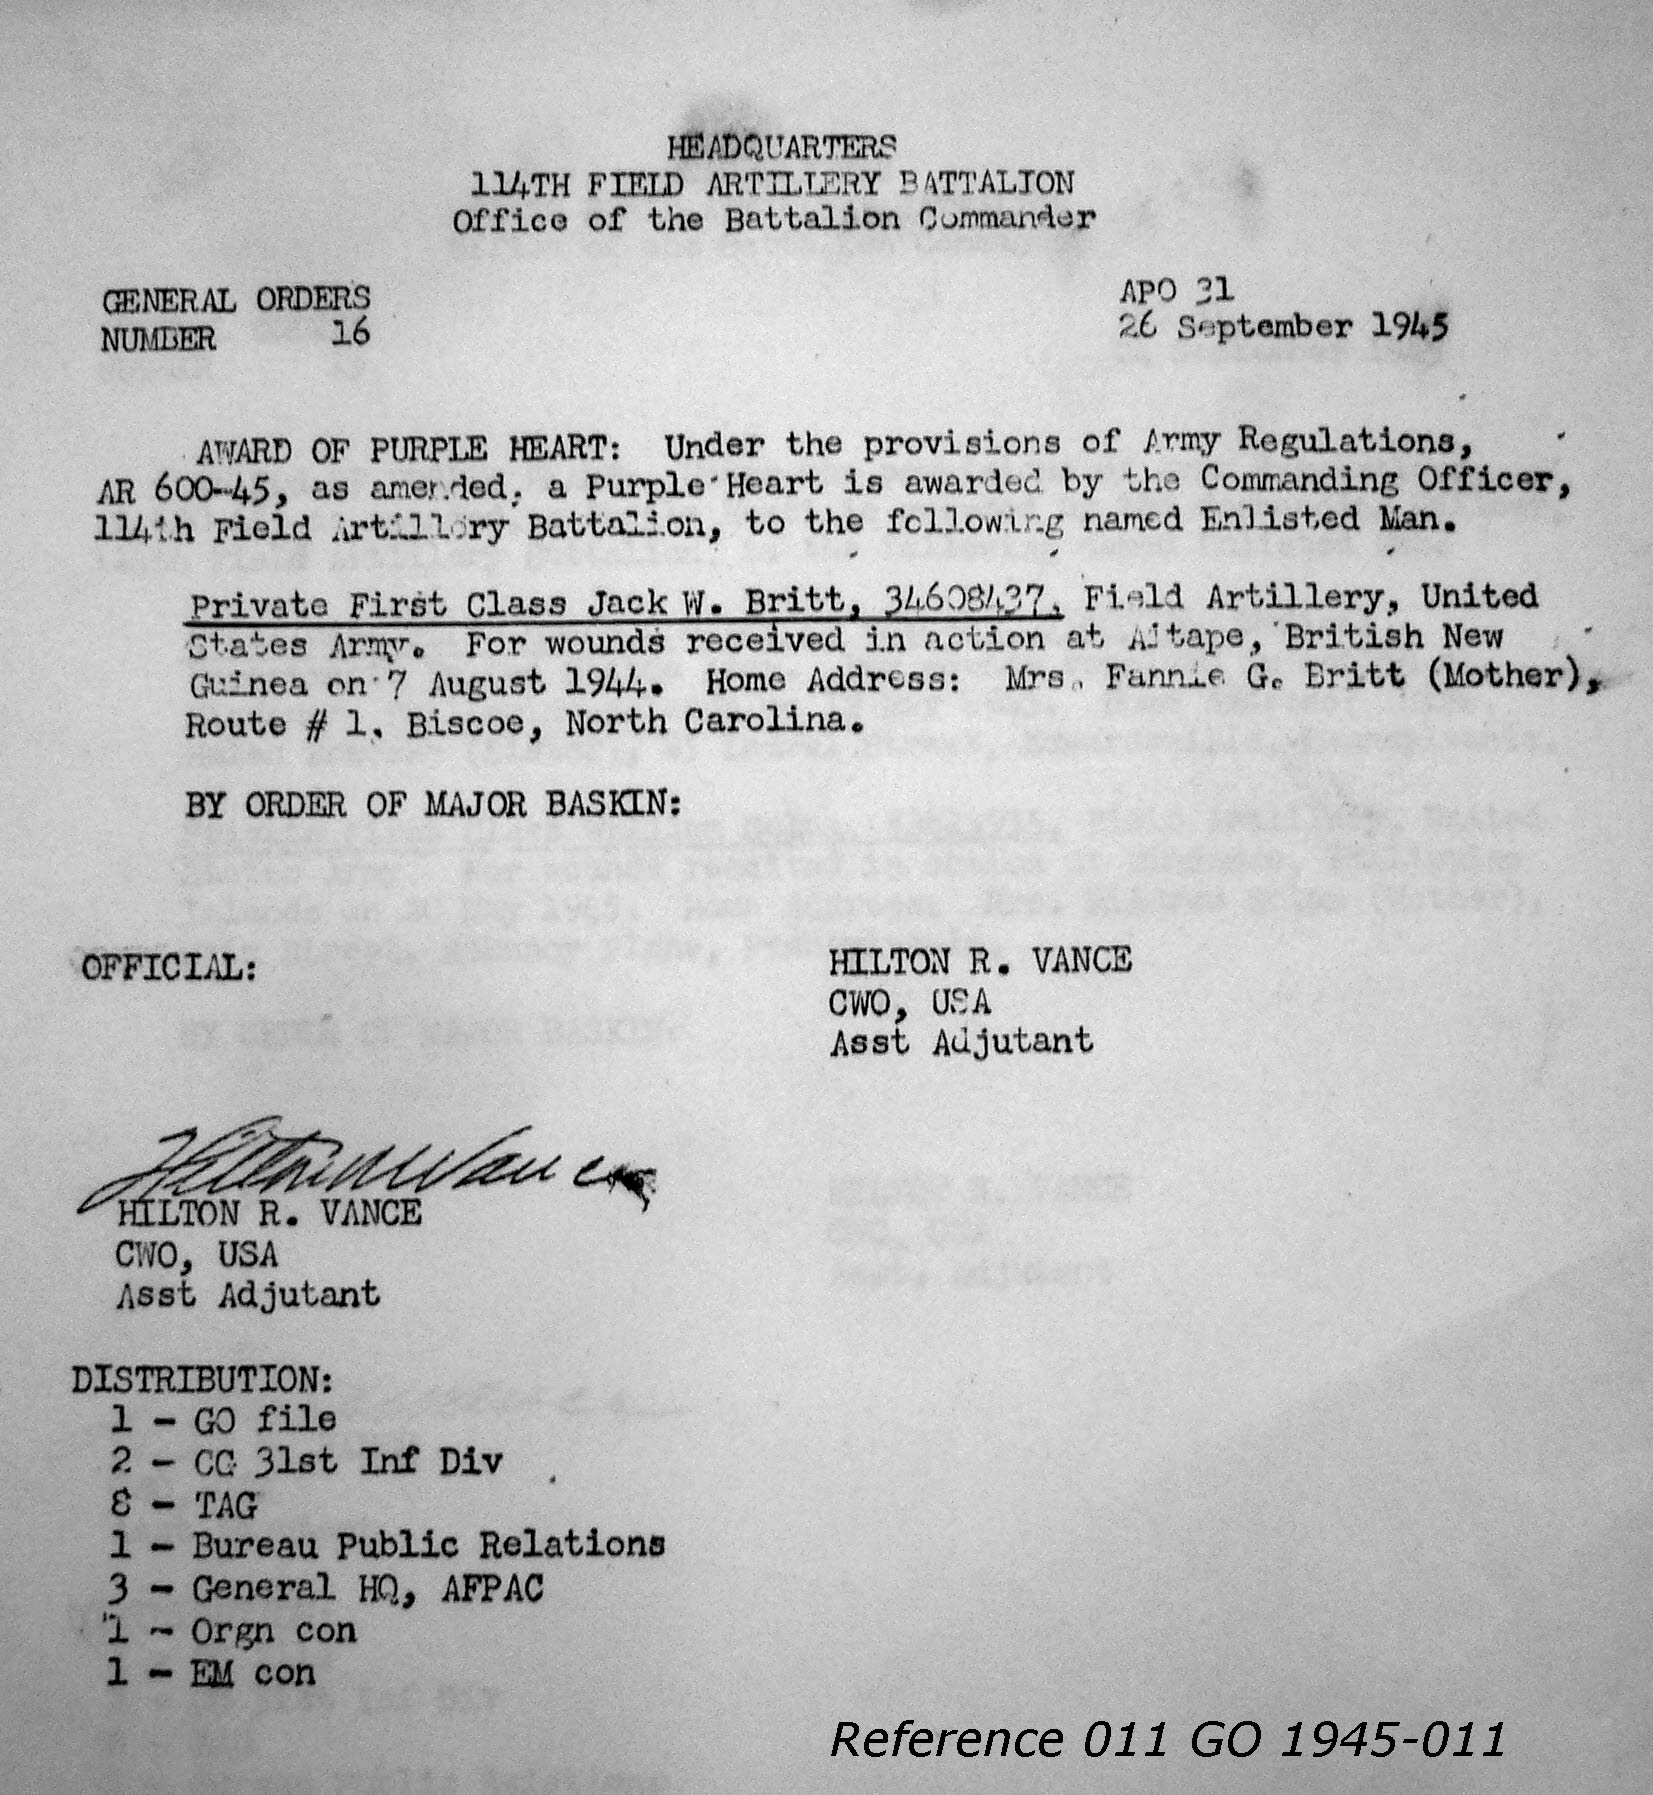 HEADQUARTERS
114TH FIELD ARTILLERY BATTALION
Office of the Battalion Commander
GENERAL ORDERS
NUMBER 16
APO 31
26 September 1945
AWARD OF PURPLE HEART: Under the provisions of Army Regulations,
AR 600-45, as amended, a Purple Heart is awarded by the Commanding Officer,
114th Field Artillery Battalion, to the following named Enlisted Man.
Private First Class Jack W. Britt, 34608437, Field Artillery, United
States Army. For wounds received in action at Aitape, British New
Guinea on 7 August 1944. Home Address: Mrs. Fannie G. Britt (Mother),
Route # 1, Biscoe, North Carolina.
BY ORDER OF MAJOR BASKIN:
OFFICIAL:
HILTON R. VANCE
CWO, USA
Asst Adjutant
Hilton R Vance
HILTON R. VANCE
CWO, USA
Asst Adjutant
DISTRIBUTION:
1 - GO file
2 - CG 31st Inf Div
8 - TAG
1 - Bureau Public Relations
3 - General HQ, AFPAC
1 - Orgn con
1 - EM con
Reference 011 GO 1945-011